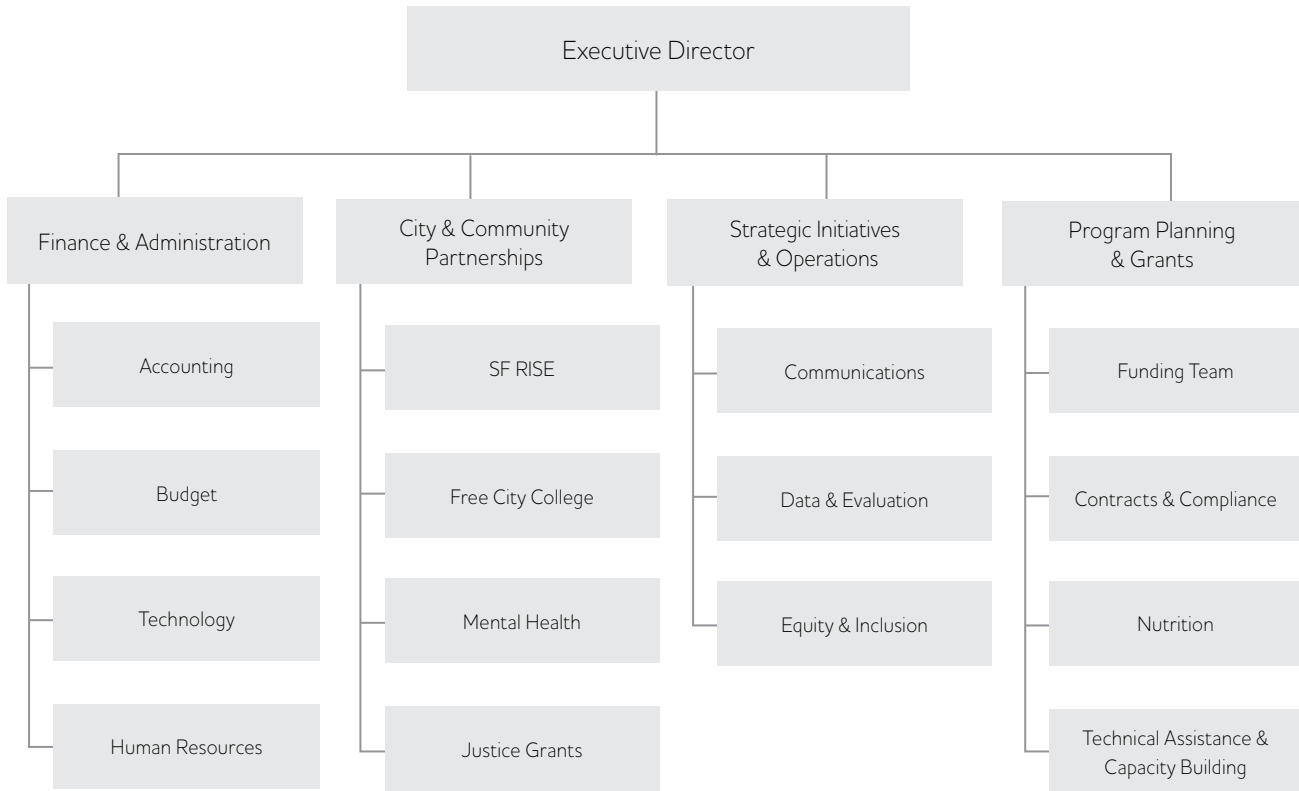 Executive Director
Finance & Administration
Accounting
Budget
Technology
Human Resources
City & Community
Partnerships
SF RISE
Free City College
Mental Health
Justice Grants
Strategic Initiatives
& Operations
Communications
Data & Evaluation
Equity & Inclusion
Program Planning
& Grants
Funding Team
Contracts & Compliance
Nutrition
Technical Assistance &
Capacity Building